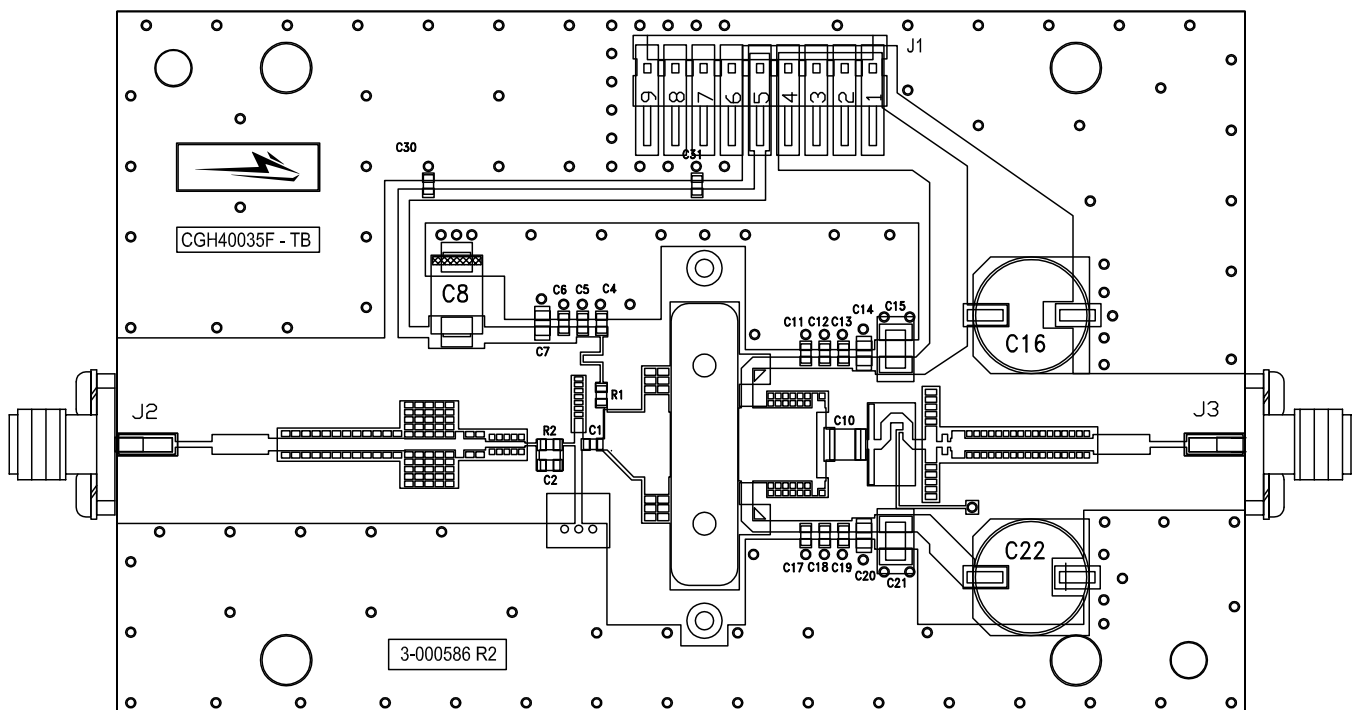 J1
9 8 7 6 5 4 3 2 1
C30
C31
CGH40035F - TB
C8
C6 C5 C4
C7
C11 C12 C13 C14 C15
C16
R1
J2
J3
R2 C1
C10
C2
C17 C18 C19 C20 C21
C22
3-000586 R2